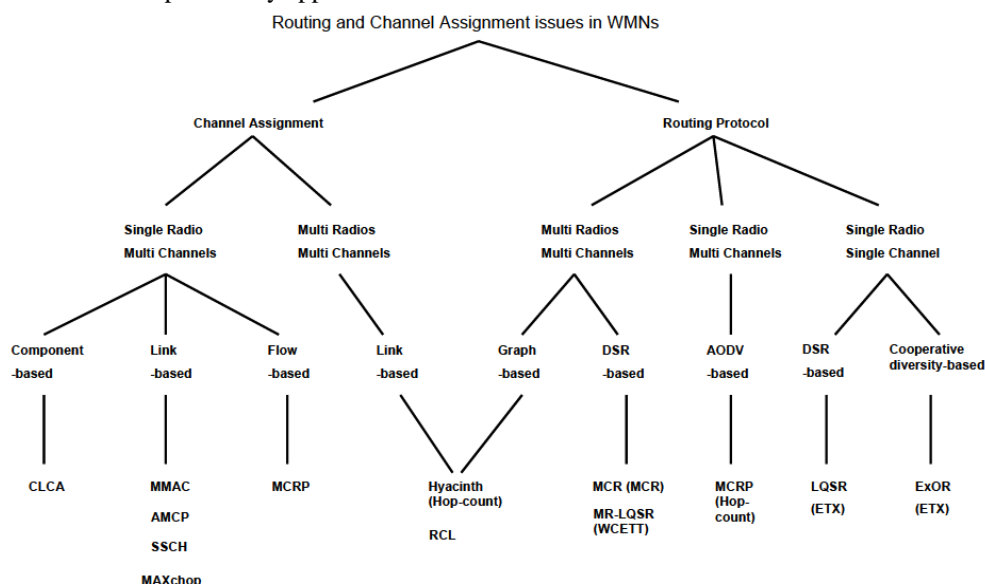 Routing and Channel Assignment issues in WMNs
Channel Assignment
Routing Protocol
Single Radio
Multi Channels
Multi Radios
Multi Channels
Multi Radios
Multi Channels
Single Radio
Multi Channels
Single Radio
Single Channel
Component
-based
Link
-based
Flow
-based
Link
-based
Graph
-based
DSR
-based
AODV
-based
DSR
-based
Cooperative
diversity-based
CLCA
MMAC
AMCP
SSCH
MAXchop
MCRP
Hyacinth
(Hop-count)
RCL
MCR (MCR)
MR-LQSR
(WCETT)
MCRP
(Hop-
count)
LQSR
(ETX)
ExOR
(ETX)